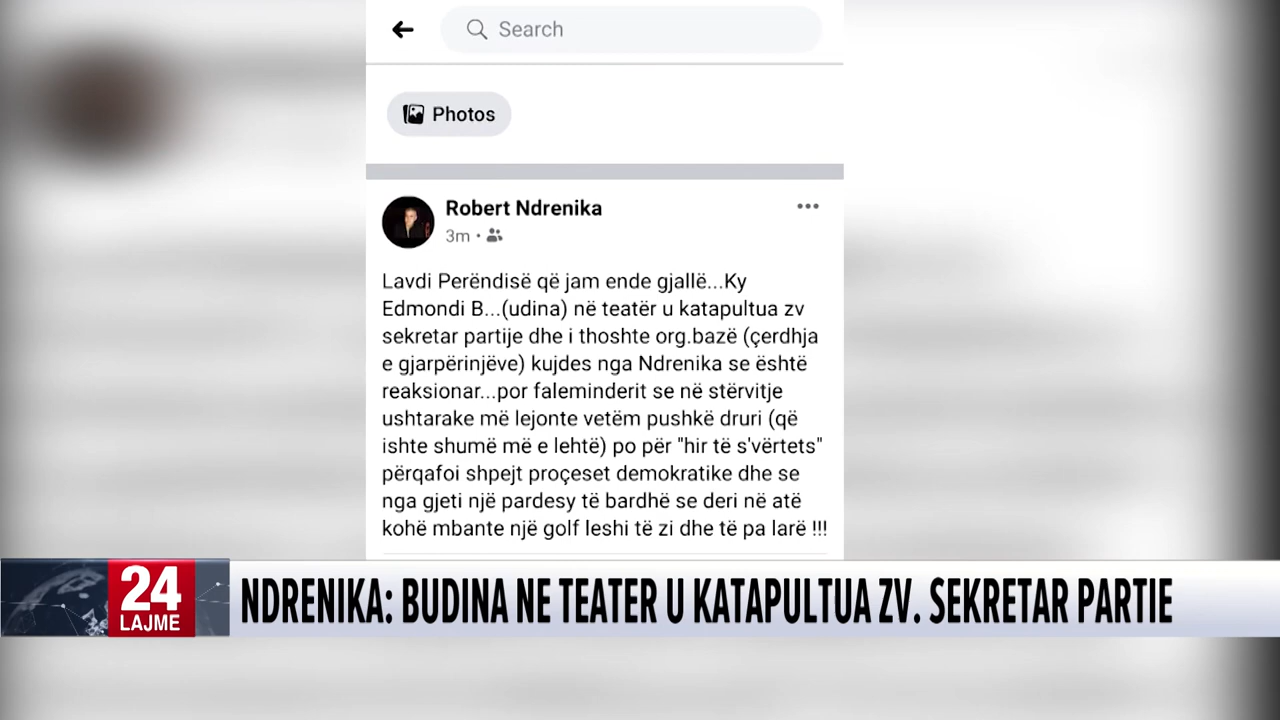 Search
Photos
Robert Ndrenika
3m
Lavdi Perëndisë që jam ende gjallë...Ky
Edmondi B...(udina) në teatër u katapultua zv
sekretar partije dhe i thoshte org.bazë (çerdhja
e gjarpërinjëve) kujdes nga Ndrenika se është
reaksionar...por faleminderit se në stërvitje
ushtarake më lejonte vetëm pushkë druri (që
ishte shumë më e lehtë) po për "hir të s'vërtets"
përqafoi shpejt proçeset demokratike dhe se
nga gjeti një pardesy të bardhë se deri në atë
kohë mbante një golf leshi të zi dhe të pa larë !!!
24
LAJME
NDRENIKA: BUDINA NE TEATER U KATAPULTUA ZV. SEKRETAR PARTIE